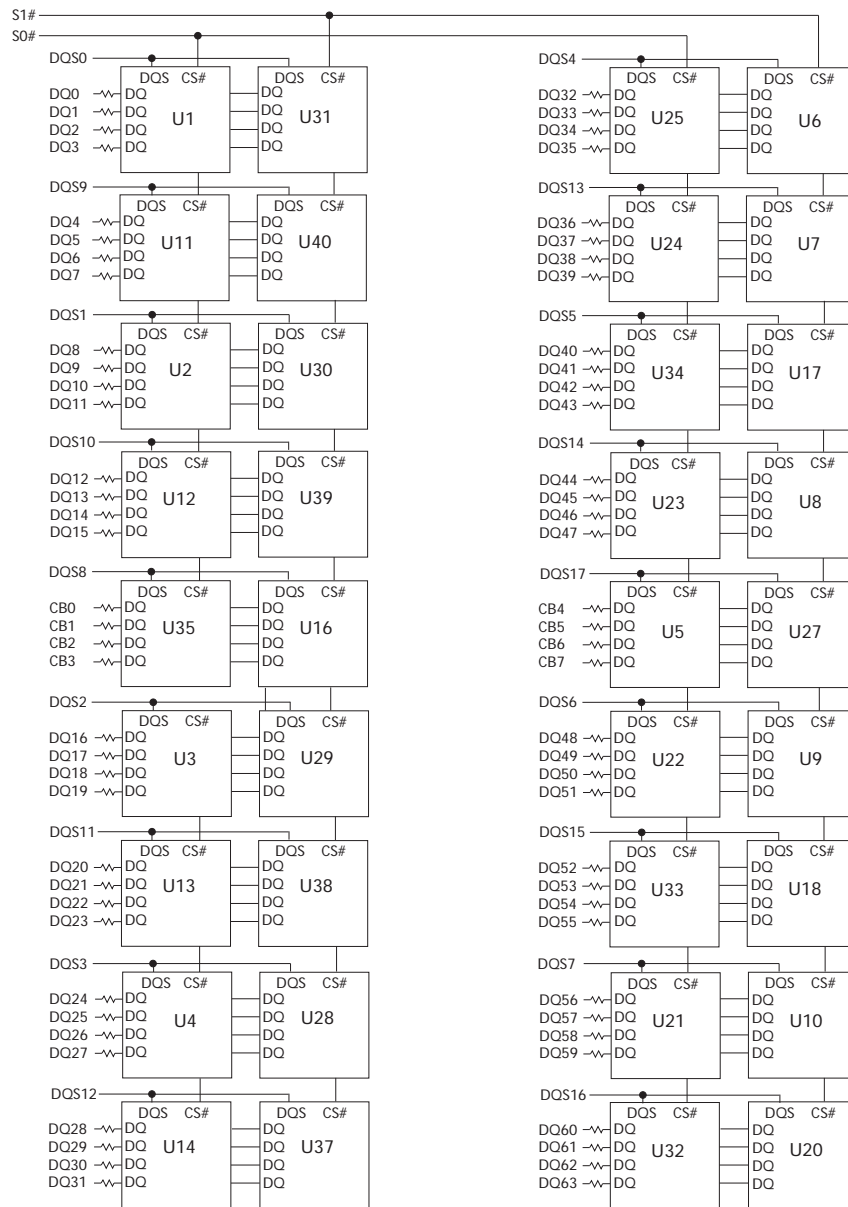 S1#
S0#
DQS0
DQS CS# DQS CS#
DQ0 DQ DQ
DQ1 DQ DQ
U1 U31
DQ2 DQ DQ
DQ3 DQ DQ
DQS9
DQS CS# DQS CS#
DQ4 DQ DQ
DQ5 DQ DQ
U11 U40
DQ6 DQ DQ
DQ7 DQ DQ
DQS1
DQS CS# DQS CS#
DQ8 DQ DQ
DQ9 DQ DQ
U2 U30
DQ10 DQ DQ
DQ11 DQ DQ
DQS10
DQS CS# DQS CS#
DQ12 DQ DQ
DQ13 DQ DQ
U12 U39
DQ14 DQ DQ
DQ15 DQ DQ
DQS8
DQS CS# DQS CS#
CB0 DQ DQ
CB1 DQ DQ
U35 U16
CB2 DQ DQ
CB3 DQ DQ
DQS2
DQS CS# DQS CS#
DQ16 DQ DQ
DQ17 DQ DQ
U3 U29
DQ18 DQ DQ
DQ19 DQ DQ
DQS11
DQS CS# DQS CS#
DQ20 DQ DQ
DQ21 DQ DQ
U13 U38
DQ22 DQ DQ
DQ23 DQ DQ
DQS3
DQS CS# DQS CS#
DQ24 DQ DQ
DQ25 DQ DQ
U4 U28
DQ26 DQ DQ
DQ27 DQ DQ
DQS12
DQS CS# DQS CS#
DQ28 DQ DQ
DQ29 DQ DQ
U14 U37
DQ30 DQ DQ
DQ31 DQ DQ
DQS4
DQS CS# DQS CS#
DQ32 DQ DQ
DQ33 DQ DQ
U25 U6
DQ34 DQ DQ
DQ35 DQ DQ
DQS13
DQS CS# DQS CS#
DQ36 DQ DQ
DQ37 DQ DQ
U24 U7
DQ38 DQ DQ
DQ39 DQ DQ
DQS5
DQS CS# DQS CS#
DQ40 DQ DQ
DQ41 DQ DQ
U34 U17
DQ42 DQ DQ
DQ43 DQ DQ
DQS14
DQS CS# DQS CS#
DQ44 DQ DQ
DQ45 DQ DQ
U23 U8
DQ46 DQ DQ
DQ47 DQ DQ
DQS17
DQS CS# DQS CS#
CB4 DQ DQ
CB5 DQ DQ
U5 U27
CB6 DQ DQ
CB7 DQ DQ
DQS6
DQS CS# DQS CS#
DQ48 DQ DQ
DQ49 DQ DQ
U22 U9
DQ50 DQ DQ
DQ51 DQ DQ
DQS15
DQS CS# DQS CS#
DQ52 DQ DQ
DQ53 DQ DQ
U33 U18
DQ54 DQ DQ
DQ55 DQ DQ
DQS7
DQS CS# DQS CS#
DQ56 DQ DQ
DQ57 DQ DQ
U21 U10
DQ58 DQ DQ
DQ59 DQ DQ
DQS16
DQS CS# DQS CS#
DQ60 DQ DQ
DQ61 DQ DQ
U32 U20
DQ62 DQ DQ
DQ63 DQ DQ